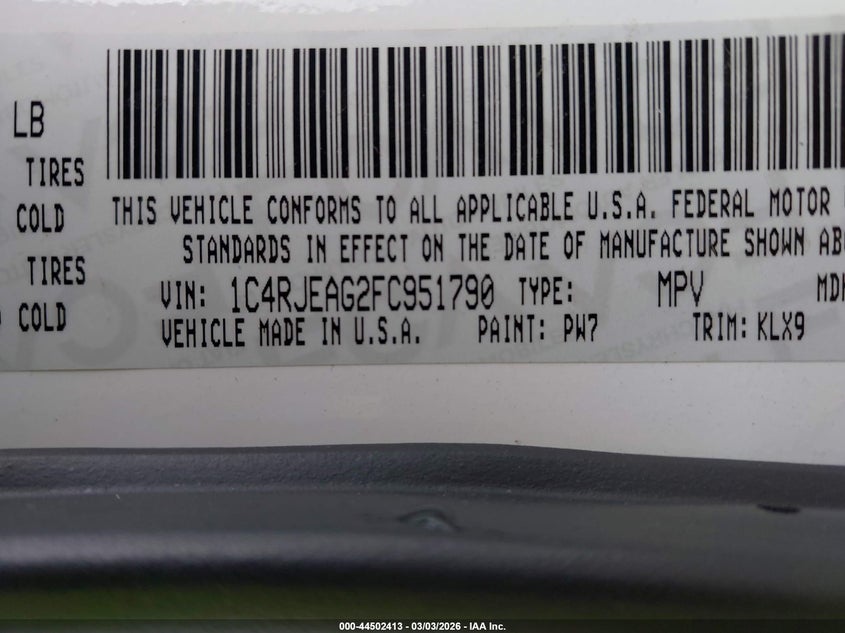 LB
TIRES
COLD
TIRES
COLD
THIS VEHICLE CONFORMS TO ALL APPLICABLE U.S.A. FEDERAL MOTOR
STANDARDS IN EFFECT ON THE DATE OF MANUFACTURE SHOWN
VIN: 1C4RJEAG2FC951790 TYPE: MPV
VEHICLE MADE IN U.S.A. PAINT: PW7 TRIM: KLX9
000-44502413 - 03/03/2026 - IAA Inc.